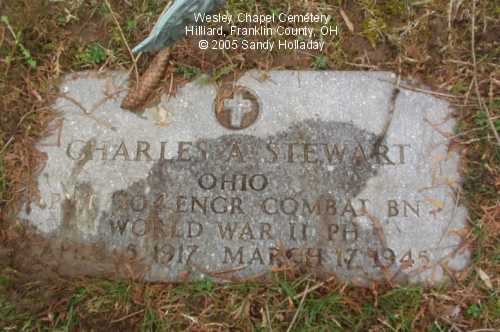 Wesley Chapel Cemetery
Hilliard, Franklin County, OH
© 2005 Sandy Holladay
CHARLES A STEWART
OHIO
204 ENGR COMBAT BN
WORLD WAR II PH
1917 MARCH 17 1945